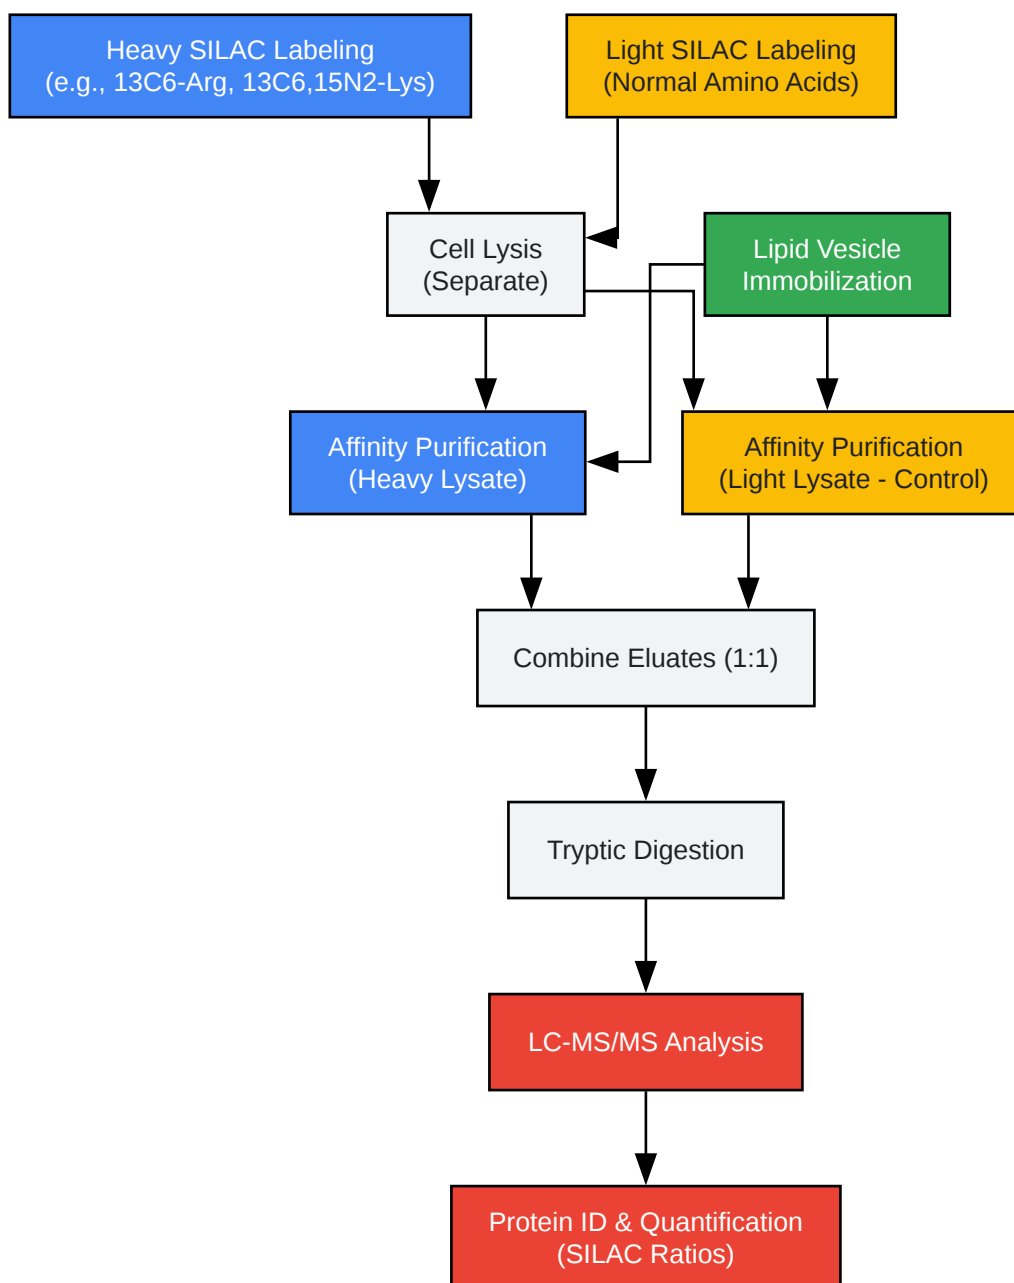 Heavy SILAC Labeling
(e.g., 13C6-Arg, 13C6,15N2-Lys)
Light SILAC Labeling
(Normal Amino Acids)
Cell Lysis
(Separate)
Lipid Vesicle
Immobilization
Affinity Purification
(Heavy Lysate)
Affinity Purification
(Light Lysate - Control)
Combine Eluates (1:1)
Tryptic Digestion
LC-MS/MS Analysis
Protein ID & Quantification
(SILAC Ratios)